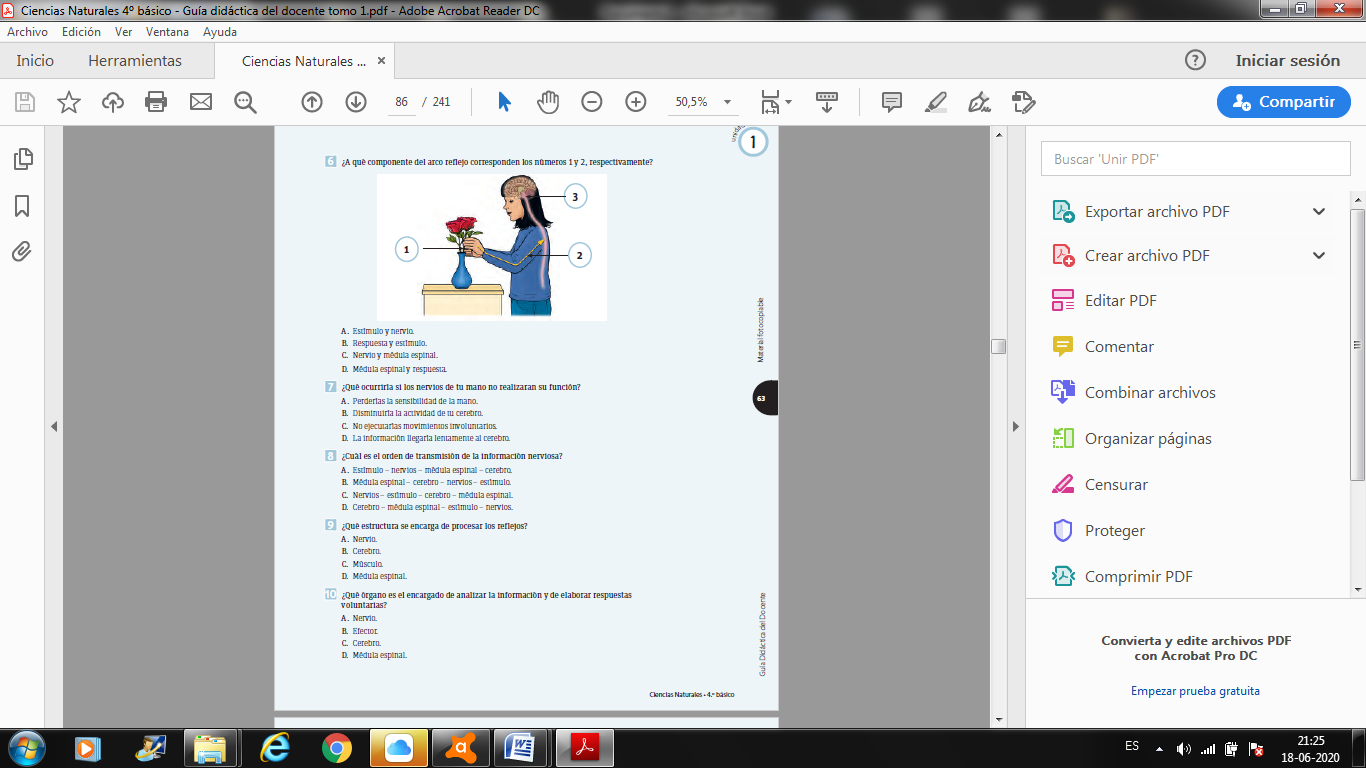 Ciencias Naturales 4º básico - Guía didáctica del docente tomo 1.pdf - Adobe Acrobat Reader DC
Archivo Edición Ver Ventana Ayuda
Inicio Herramientas Ciencias Naturales ... Iniciar sesión
86 / 241 50,5% Compartir
unidad 1
6 ¿A qué componente del arco reflejo corresponden los números 1 y 2, respectivamente?
3
1
2
A. Estímulo y nervio.
B. Respuesta y estímulo.
C. Nervio y médula espinal.
D. Médula espinal y respuesta.
7 ¿Qué ocurriría si los nervios de tu mano no realizaran su función?
A. Perderías la sensibilidad de la mano.
B. Disminuiría la actividad de tu cerebro.
C. No ejecutarías movimientos involuntarios.
D. La información llegaría lentamente al cerebro.
8 ¿Cuál es el orden de transmisión de la información nerviosa?
A. Estímulo – nervios – médula espinal – cerebro.
B. Médula espinal – cerebro – nervios – estímulo.
C. Nervios – estímulo – cerebro – médula espinal.
D. Cerebro – médula espinal – estímulo – nervios.
9 ¿Qué estructura se encarga de procesar los reflejos?
A. Nervio.
B. Cerebro.
C. Músculo.
D. Médula espinal.
10 ¿Qué órgano es el encargado de analizar la información y de elaborar respuestas
voluntarias?
A. Nervio.
B. Efector.
C. Cerebro.
D. Médula espinal.
Material fotocopiable
63
Guía Didáctica del Docente
Ciencias Naturales • 4.º básico
Buscar 'Unir PDF'
Exportar archivo PDF
Crear archivo PDF
Editar PDF
Comentar
Combinar archivos
Organizar páginas
Censurar
Proteger
Comprimir PDF
Convierta y edite archivos PDF
con Acrobat Pro DC
Empezar prueba gratuita
ES
21:25
18-06-2020